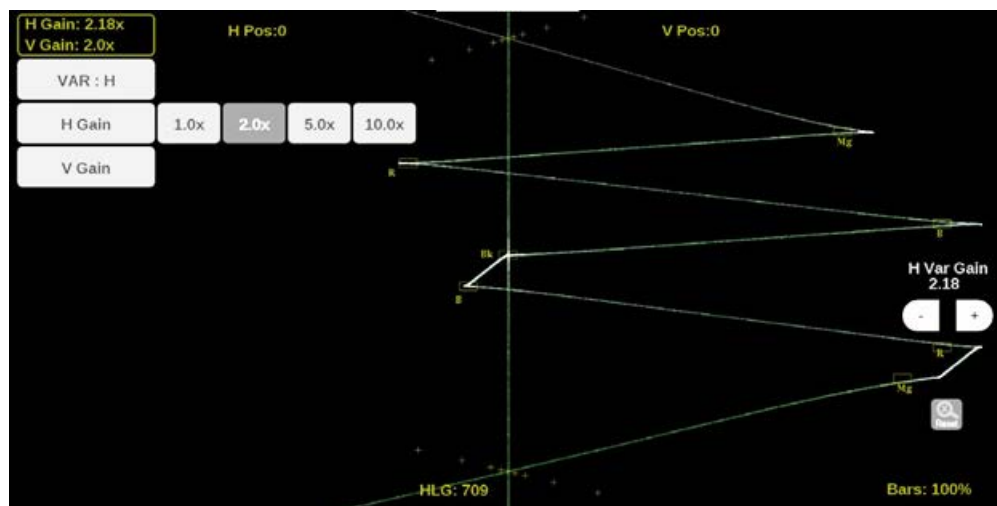 H Gain: 2.18x
V Gain: 2.0x
H Pos:0
V Pos:0
VAR : H
H Gain
1.0x
2.0x
5.0x
10.0x
V Gain
Mg
R
B
Bk
B
H Var Gain
2.18
-
+
R
Mg
Reset
HLG: 709
Bars: 100%